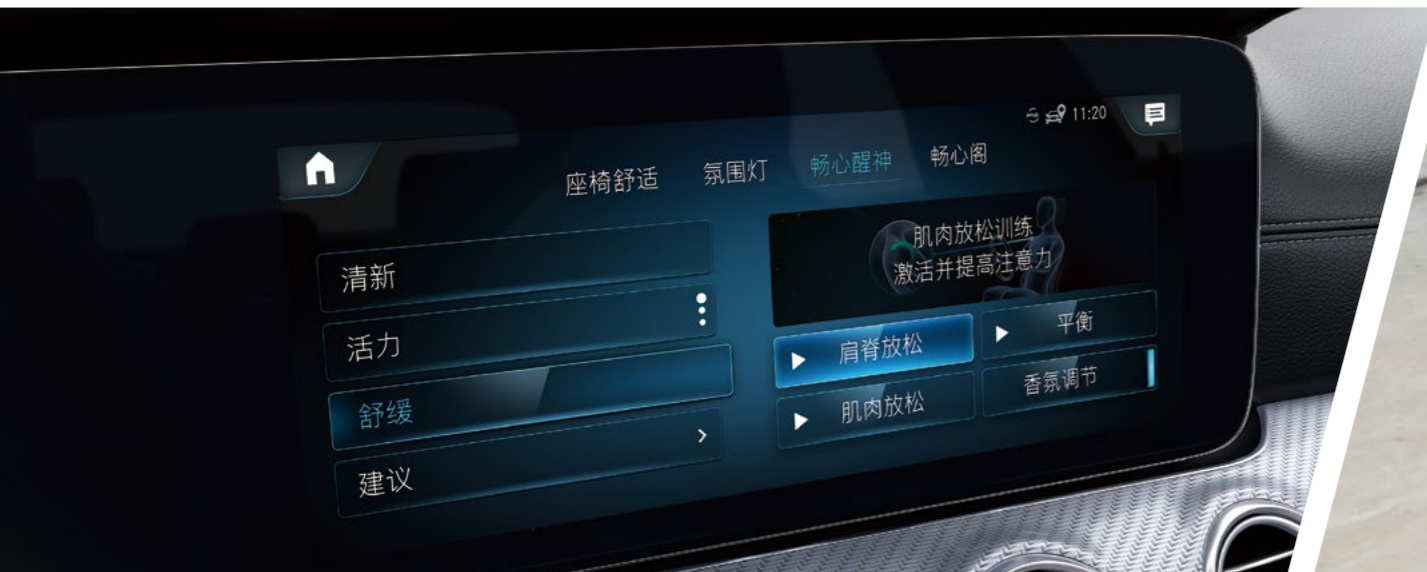 11:20
座椅舒适 氛围灯 畅心醒神 畅心阁
清新
活力
舒缓
建议
肌肉放松训练
激活并提高注意力
肩脊放松
平衡
肌肉放松
香氛调节